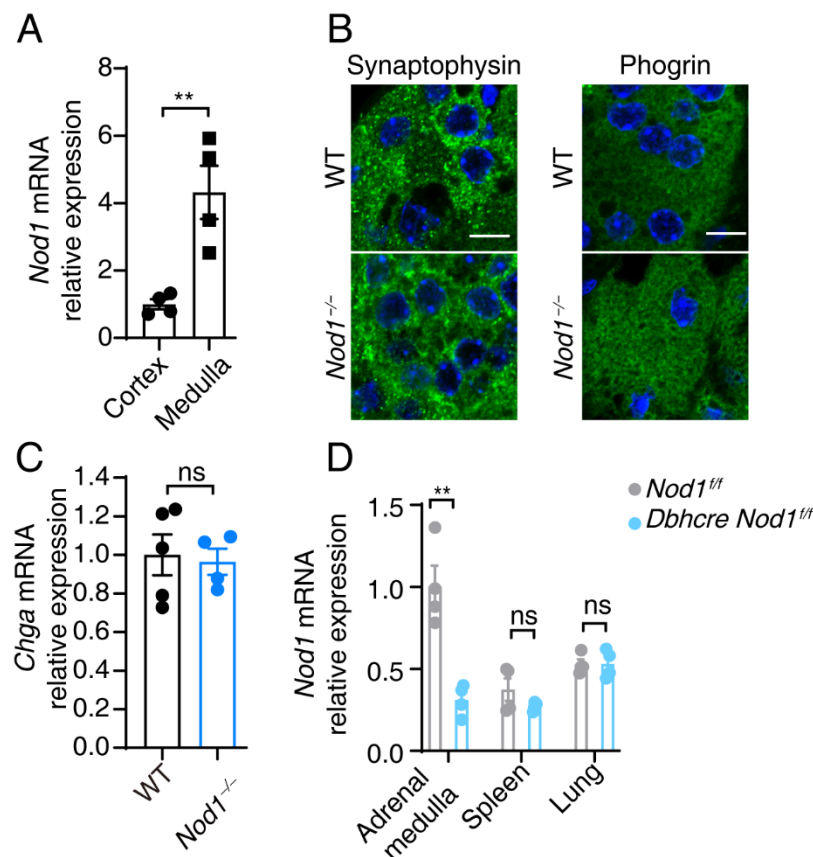 A
Nod1 mRNA
relative expression
8
6
4
2
0
**
Cortex
Medulla
B
Synaptophysin
Phogrin
WT
WT
Nod1–/–
Nod1–/–
C
Chga mRNA
relative expression
1.4
1.2
1.0
0.8
0.6
0.4
0.2
0.0
ns
WT
Nod1–/–
D
Nod1 mRNA
relative expression
1.5
1.0
0.5
0.0
**
ns
ns
Nod1f/f
Dbhcre Nod1f/f
Adrenal
medulla
Spleen
Lung